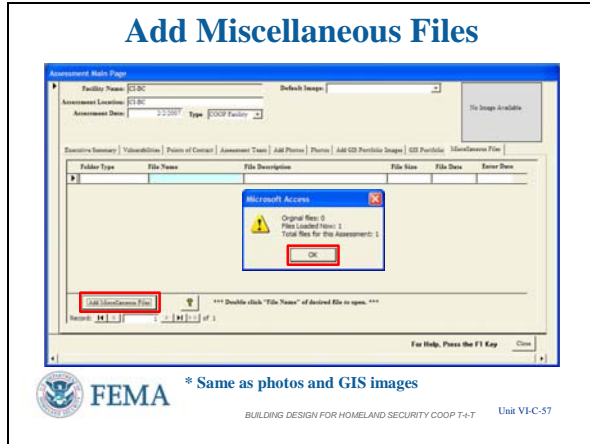 Add Miscellaneous Files
Assessment Main Page
Facility Name: CI-BC
Default Image:
Assessment Location: CI-BC
Assessment Date: 2/2/2007 Type COOP Facility
No Image Available
Executive Summary Vulnerabilities Points of Contact Assessment Team Add Photos Photos Add GIS Portfolio Images GIS Portfolio Miscellaneous Files
Folder Type File Name File Description File Size File Date Enter Date
Microsoft Access
Orginal files: 0
Files Loaded Now: 1
Total files for this Assessment: 1
OK
Add Miscellaneous Files
*** Double click "File Name" of desired file to open. ***
Record: 1 of 1
For Help, Press the F1 Key Close
FEMA
* Same as photos and GIS images
BUILDING DESIGN FOR HOMELAND SECURITY COOP T-t-T Unit VI-C-57